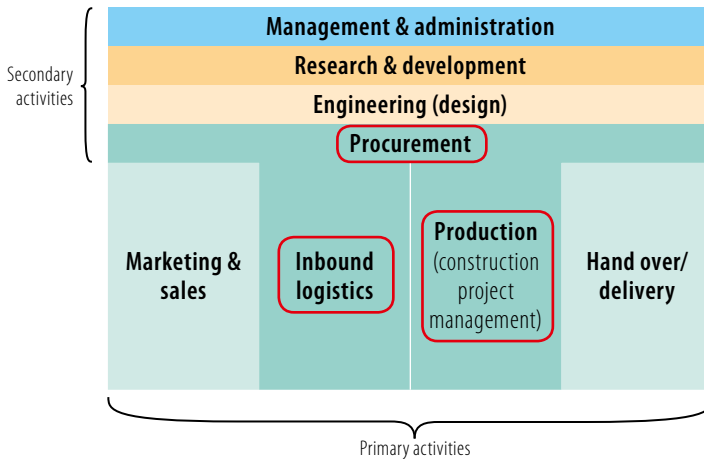 Management & administration
Research & development
Secondary
activities
Engineering (design)
Procurement
Marketing &
sales
Inbound
logistics
Production
(construction
project
management)
Hand over/
delivery
Primary activities